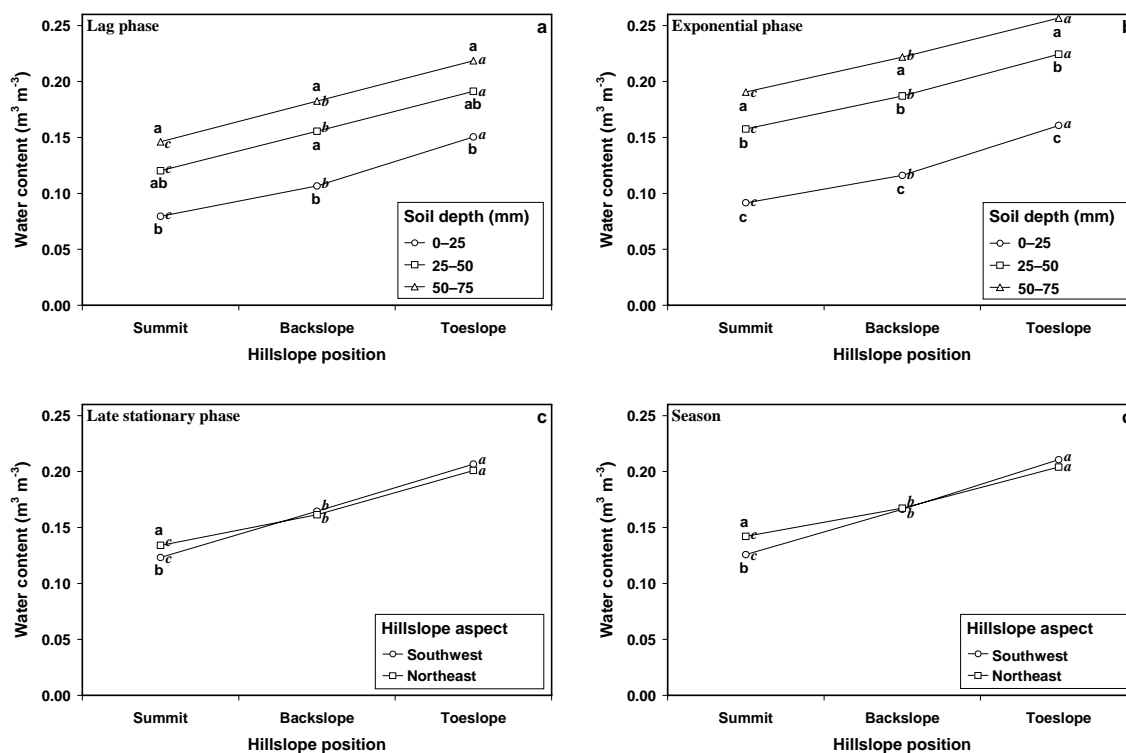 Lag phase
a
Water content (m³ m⁻³)
0.25
0.20
0.15
0.10
0.05
0.00
a
a
a
c
b
a
c
b
a
ab
a
ab
c
b
a
b
b
b
Soil depth (mm)
0–25
25–50
50–75
Summit
Backslope
Toeslope
Hillslope position
Exponential phase
b
Water content (m³ m⁻³)
0.25
0.20
0.15
0.10
0.05
0.00
c
b
a
a
a
a
c
b
a
b
b
b
c
b
a
c
c
c
Soil depth (mm)
0–25
25–50
50–75
Summit
Backslope
Toeslope
Hillslope position
Late stationary phase
c
Water content (m³ m⁻³)
0.25
0.20
0.15
0.10
0.05
0.00
a
c
c
b
b
b
a
a
Hillslope aspect
Southwest
Northeast
Summit
Backslope
Toeslope
Hillslope position
Season
Water content (m³ m⁻³)
0.25
0.20
0.15
0.10
0.05
0.00
a
c
c
b
b
b
a
a
Hillslope aspect
Southwest
Northeast
Summit
Backslope
Toeslope
Hillslope position